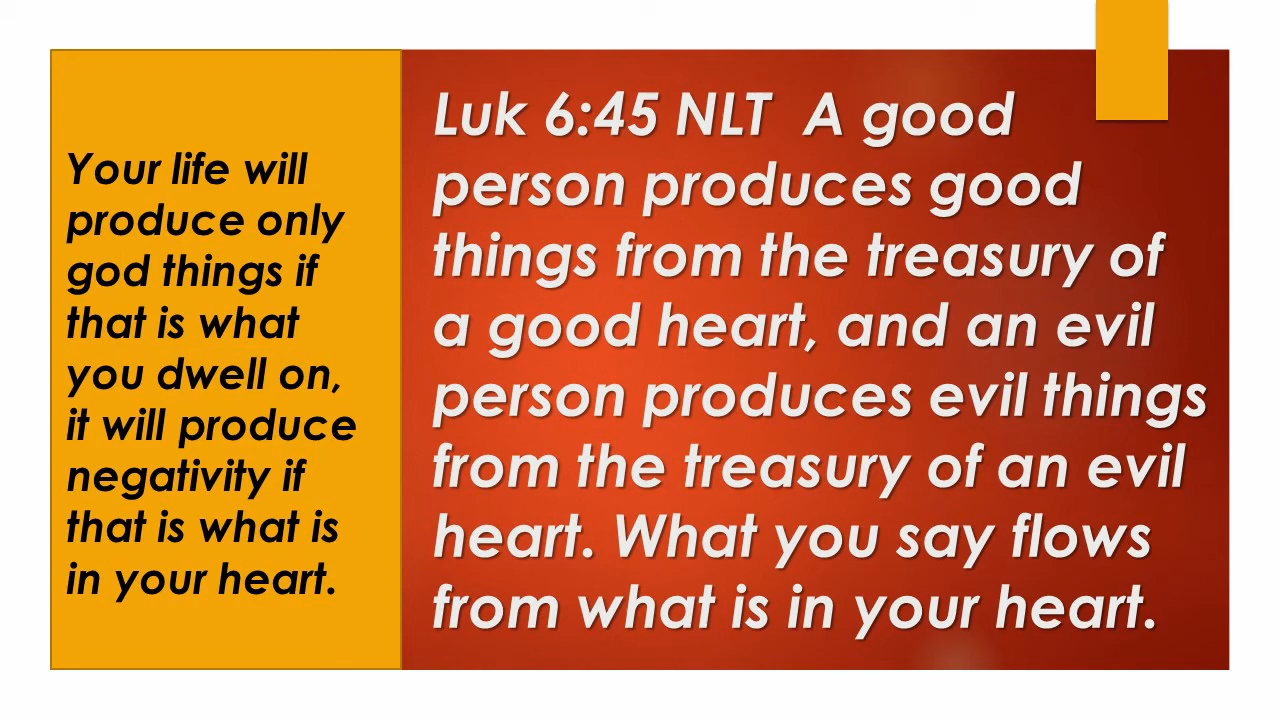 Your life will
produce only
god things if
that is what
you dwell on,
it will produce
negativity if
that is what is
in your heart.
Luk 6:45 NLT  A good
person produces good
things from the treasury of
a good heart, and an evil
person produces evil things
from the treasury of an evil
heart. What you say flows
from what is in your heart.